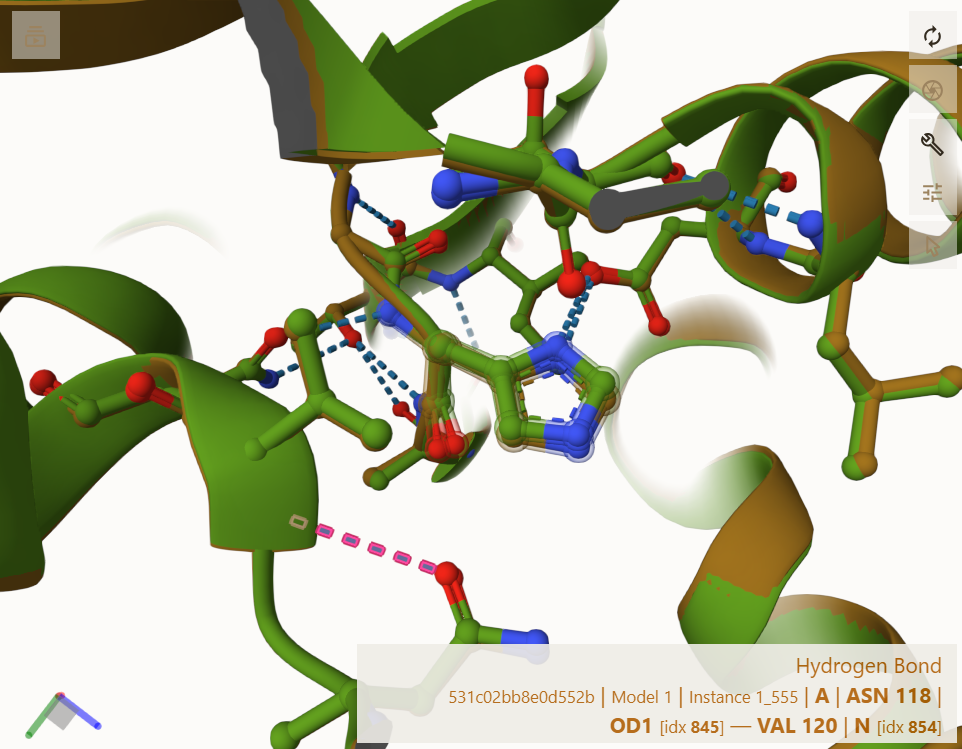 Hydrogen Bond
531c02bb8e0d552b | Model 1 | Instance 1_555 | A | ASN 118 |
OD1 [idx 845] — VAL 120 | N [idx 854]